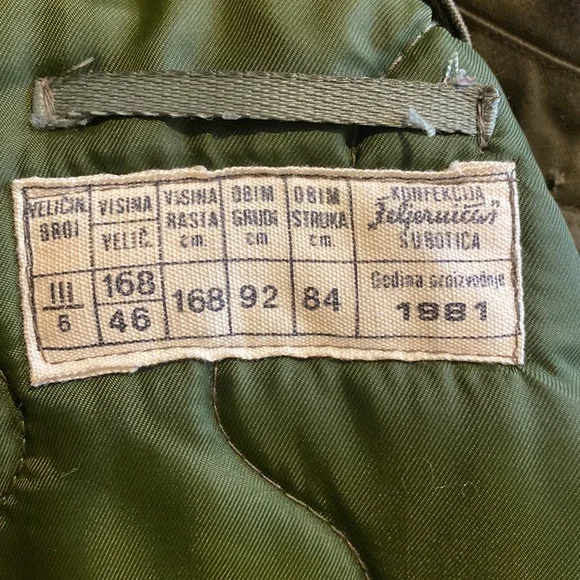 VELIČIN.
BROJ
III
6
VISINA
VELIČ.
168
46
VISINA
RASTA
cm
168
OBIM
GRUDI
cm
92
OBIM
STRUKA
cm
84
KONFEKCIJA
SUBOTICA
Godina proizvodnje
1981